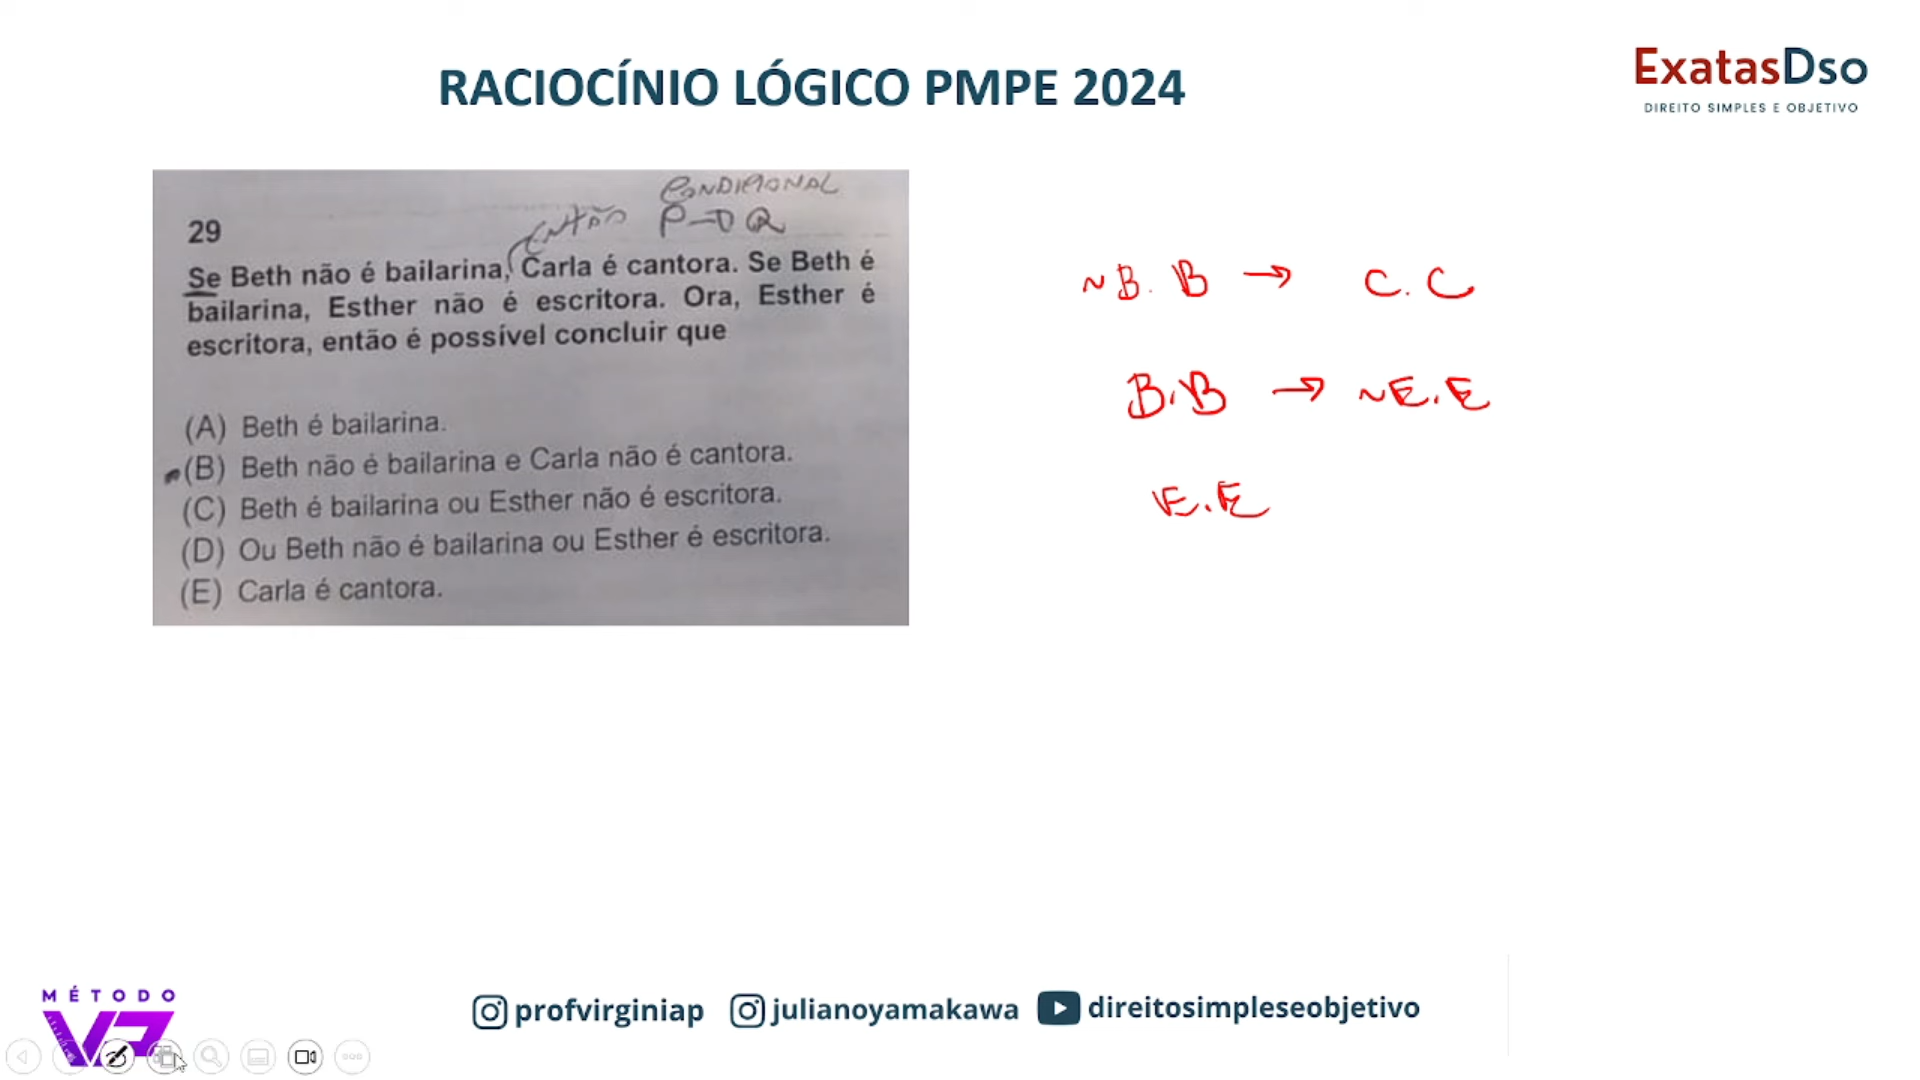 RACIOCÍNIO LÓGICO PMPE 2024
ExatasDso
DIREITO SIMPLES E OBJETIVO
CONDICIONAL
ENTÃO P→Q
29
Se Beth não é bailarina, Carla é cantora. Se Beth é
bailarina, Esther não é escritora. Ora, Esther é
escritora, então é possível concluir que
(A) Beth é bailarina.
(B) Beth não é bailarina e Carla não é cantora.
(C) Beth é bailarina ou Esther não é escritora.
(D) Ou Beth não é bailarina ou Esther é escritora.
(E) Carla é cantora.
~B.B → C.C
B.B → ~E.E
E.E
MÉTODO
VP
profvirginiap julianoyamakawa direitosimpleseobjetivo